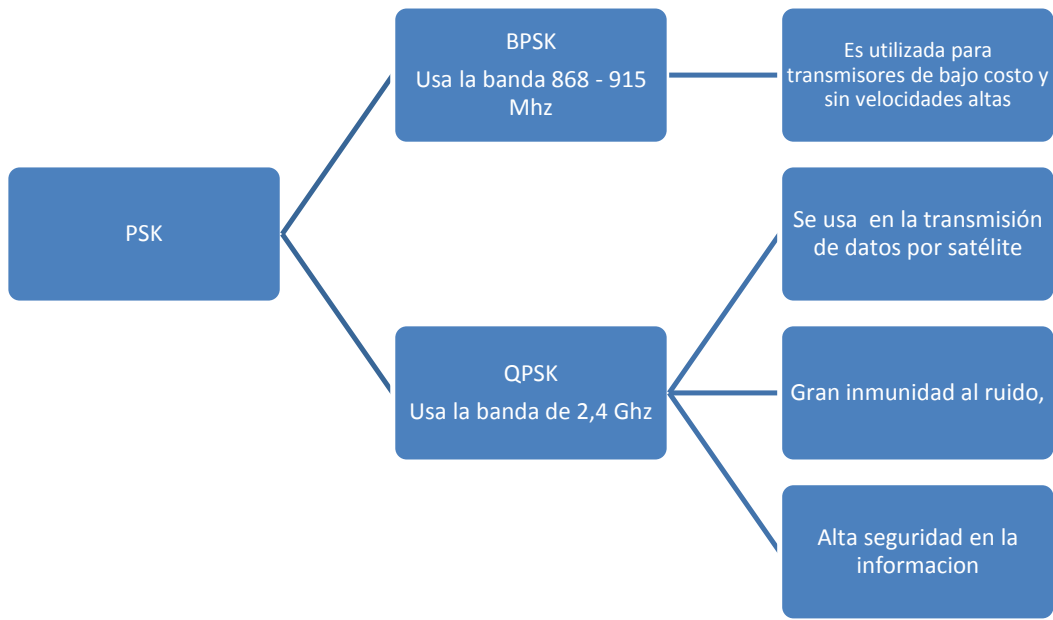 PSK
BPSK
Usa la banda 868 - 915
Mhz
Es utilizada para
transmisores de bajo costo y
sin velocidades altas
QPSK
Usa la banda de 2,4 Ghz
Se usa en la transmisión
de datos por satélite
Gran inmunidad al ruido,
Alta seguridad en la
informacion